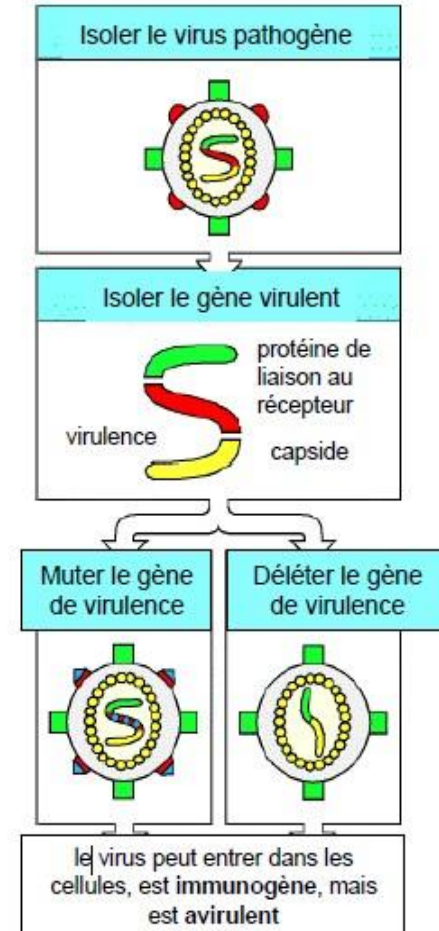 Isoler le virus pathogène
Isoler le gène virulent
protéine de
liaison au
récepteur
virulence
capside
Muter le gène
de virulence
Déléter le gène
de virulence
le virus peut entrer dans les
cellules, est immunogène, mais
est avirulent